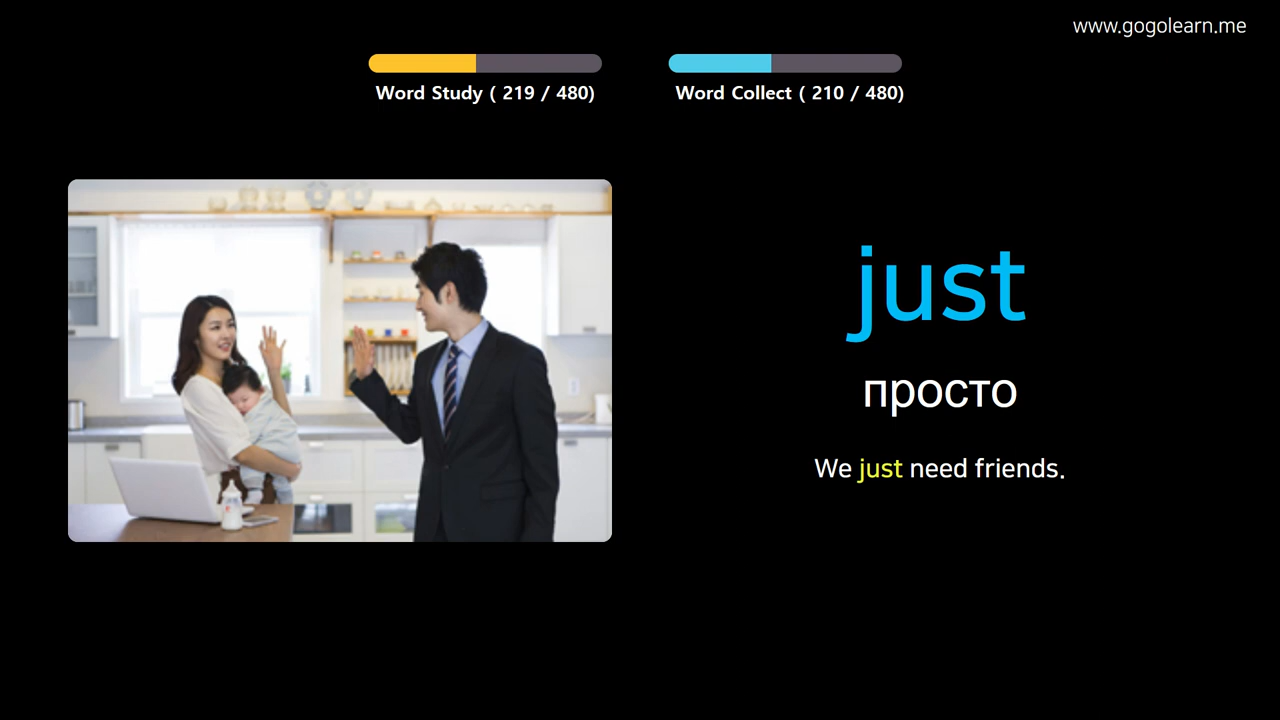 www.gogolearn.me
Word Study ( 219 / 480)
Word Collect ( 210 / 480)
just
просто
We just need friends.